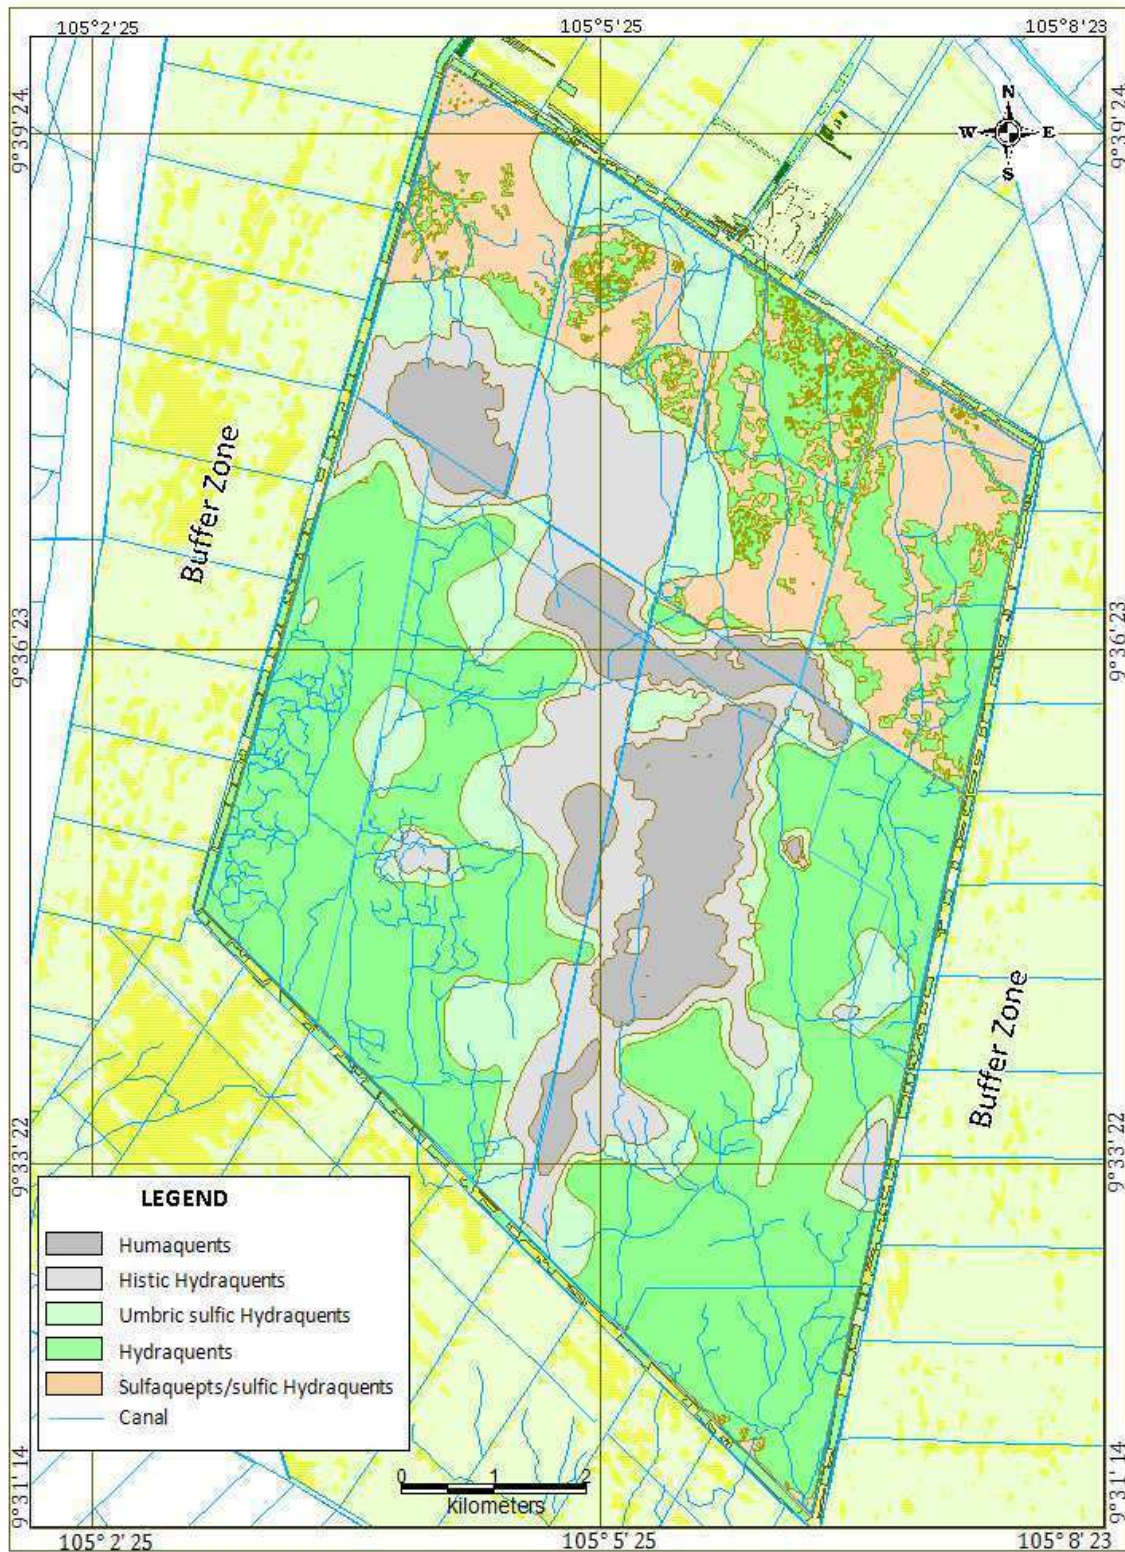 105° 2' 25
105° 5' 25
105° 8' 23
9° 39' 24
9° 39' 24
N
W
E
S
Buffer Zone
9° 36' 23
9° 36' 23
Buffer Zone
9° 33' 22
9° 33' 22
LEGEND
Humaquents
Histic Hydraquents
Umbric sulfic Hydraquents
Hydraquents
Sulfaquepts/sulfic Hydraquents
Canal
0 1 2
kilometers
9° 31' 14
9° 31' 14
105° 2' 25
105° 5' 25
105° 8' 23